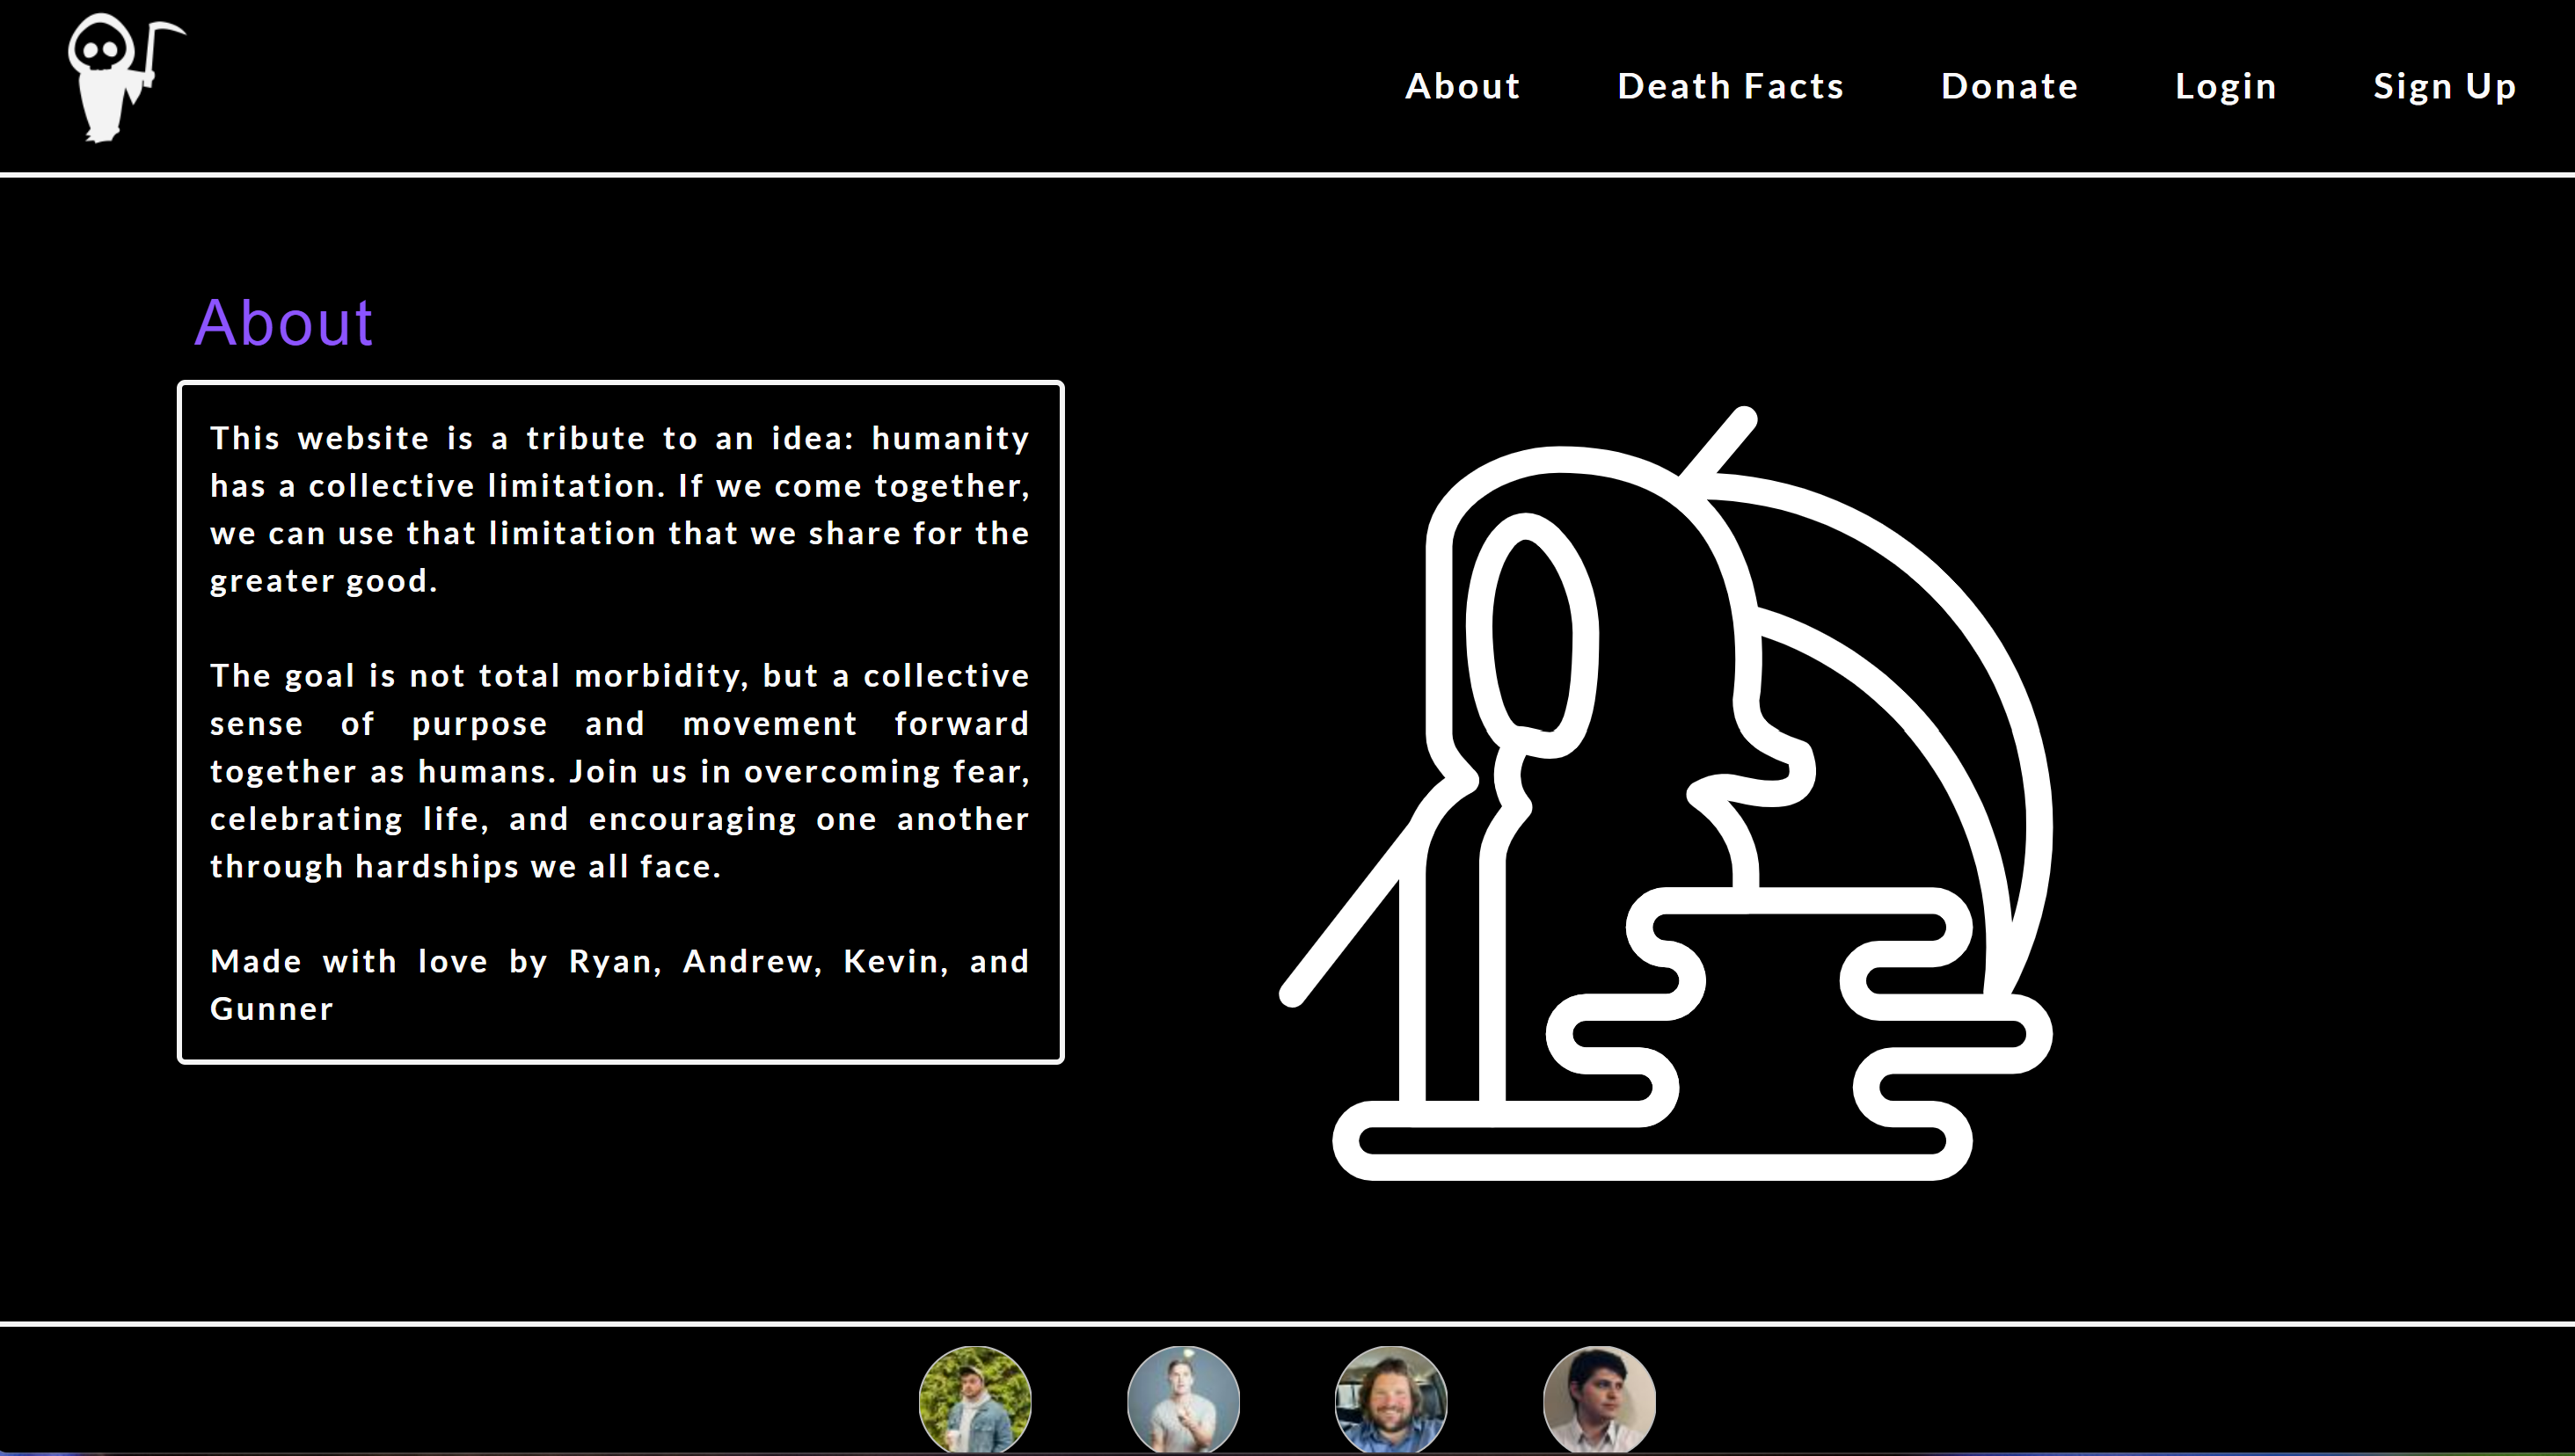 About
Death Facts
Donate
Login
Sign Up
About
This website is a tribute to an idea: humanity
has a collective limitation. If we come together,
we can use that limitation that we share for the
greater good.
The goal is not total morbidity, but a collective
sense of purpose and movement forward
together as humans. Join us in overcoming fear,
celebrating life, and encouraging one another
through hardships we all face.
Made with love by Ryan, Andrew, Kevin, and
Gunner